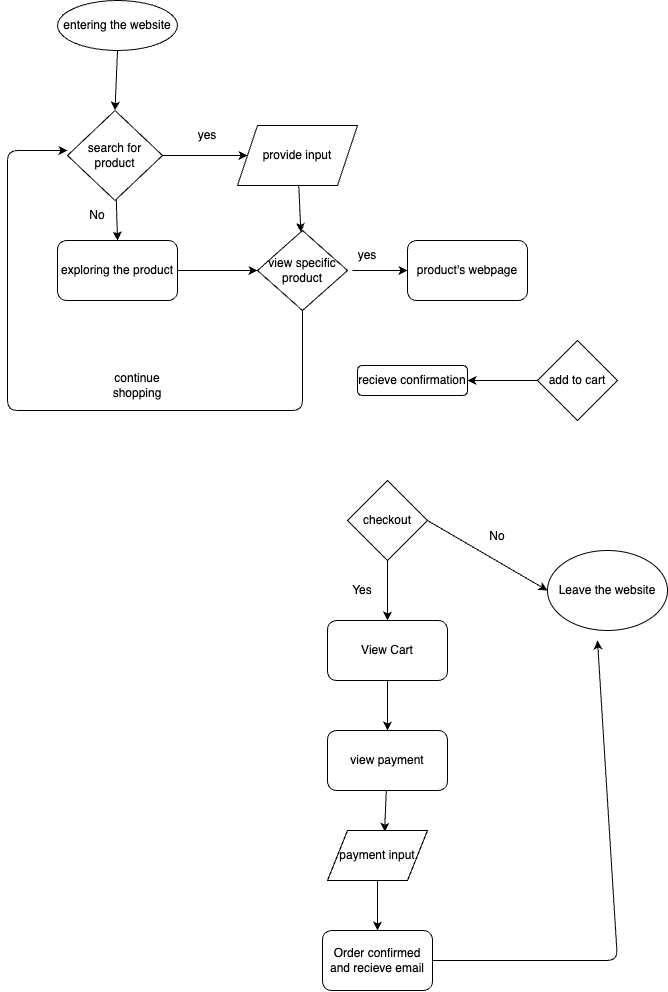 entering the website
search for
product
yes
provide input
No
exploring the product
view specific
product
yes
product's webpage
continue
shopping
recieve confirmation
add to cart
checkout
No
Yes
Leave the website
View Cart
view payment
payment input
Order confirmed
and recieve email